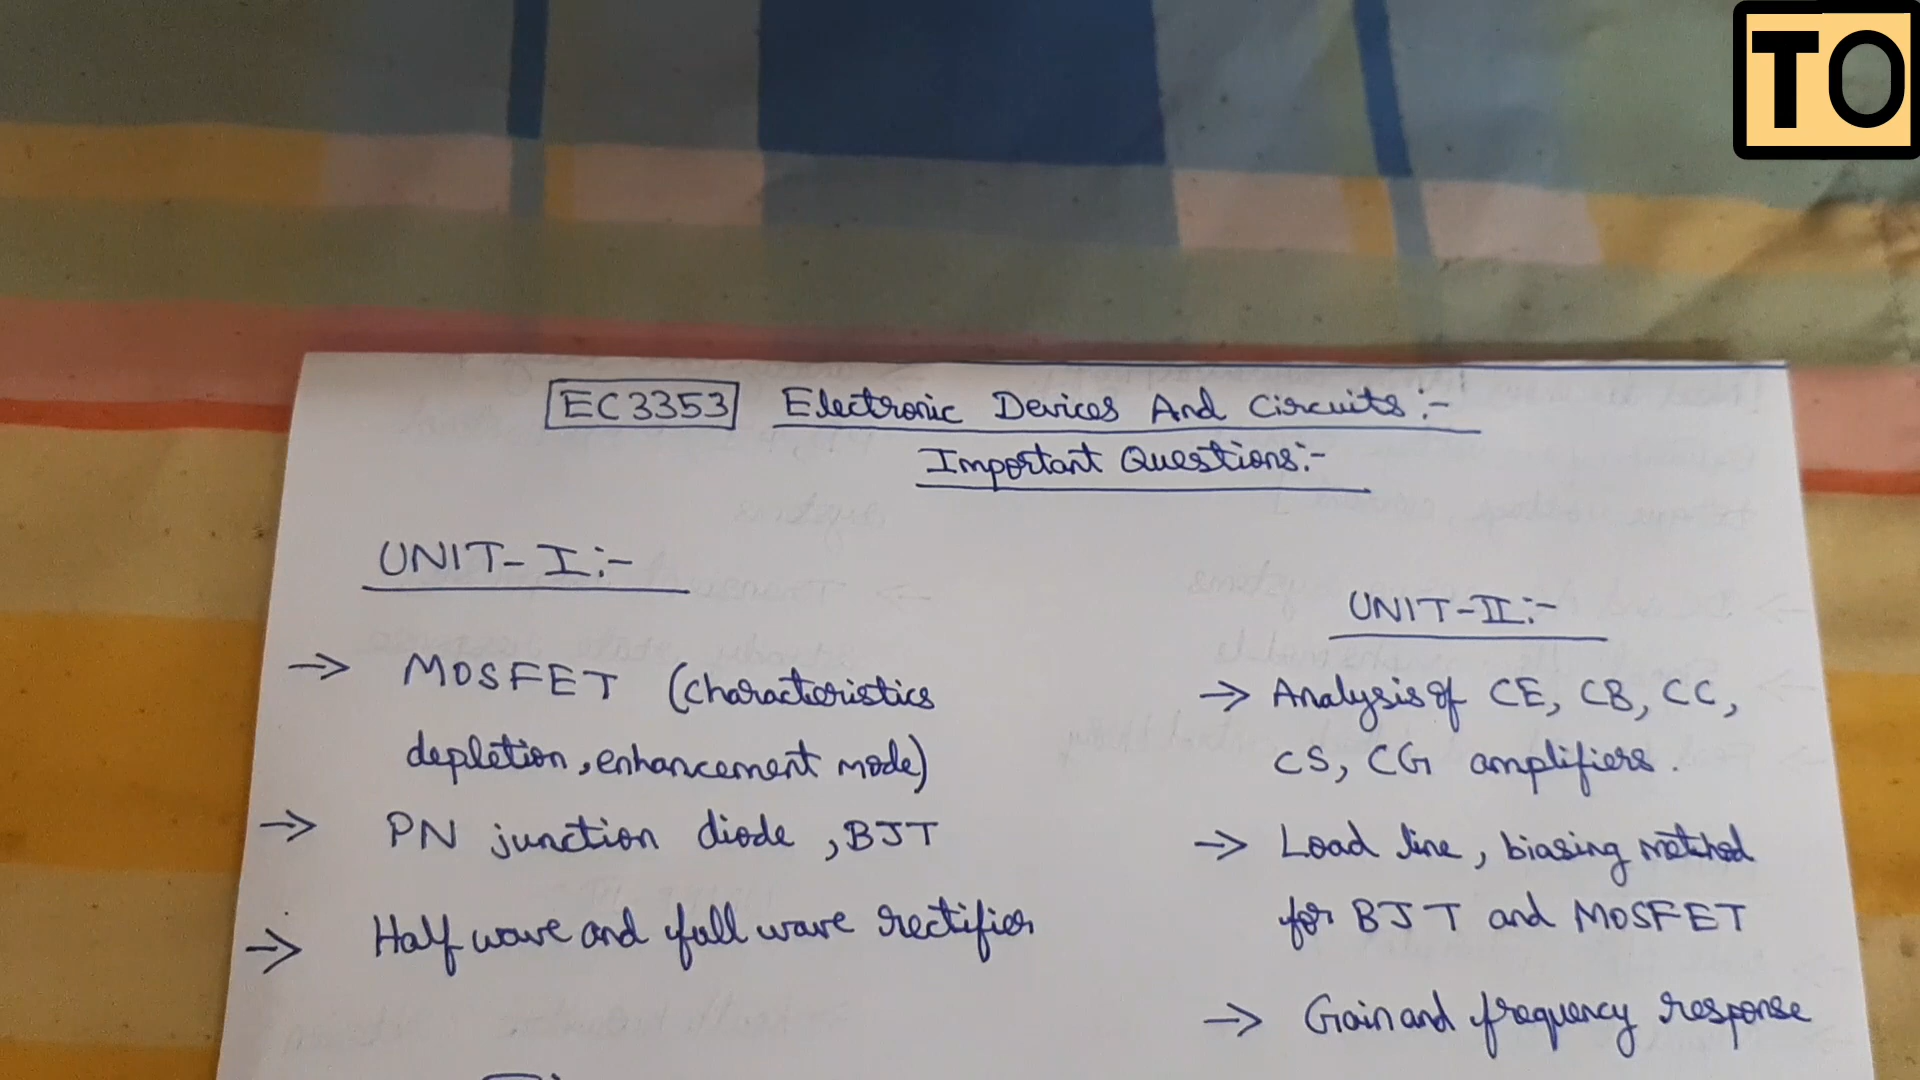 TO
EC3353 Electronic Devices And Circuits:-
Important Questions:-
UNIT-I:-
→ MOSFET (characteristics
depletion, enhancement mode)
→ PN junction diode, BJT
→ Half wave and full wave rectifier
UNIT-II:-
→ Analysis of CE, CB, CC,
CS, CG amplifiers.
→ Load line, biasing method
for BJT and MOSFET
→ Gain and frequency response